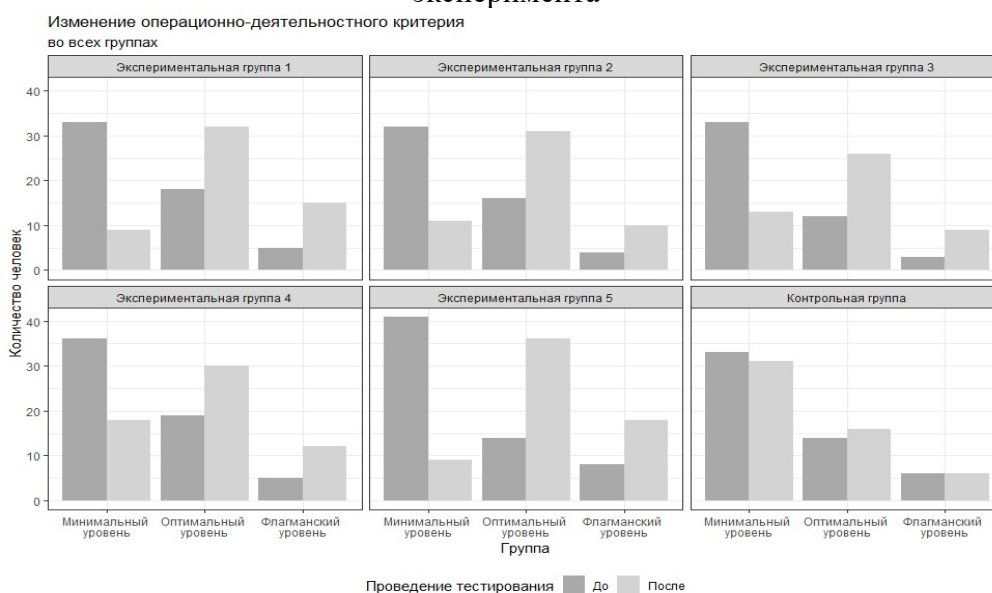 эксперимента
Изменение операционно-деятельностного критерия
во всех группах
Экспериментальная группа 1
Экспериментальная группа 2
Экспериментальная группа 3
40
30
20
10
0
Экспериментальная группа 4
Экспериментальная группа 5
Контрольная группа
40
30
20
10
0
Количество человек
Минимальный уровень
Оптимальный уровень
Флагманский уровень
Минимальный уровень
Оптимальный уровень
Флагманский уровень
Минимальный уровень
Оптимальный уровень
Флагманский уровень
Группа
Проведение тестирования До После